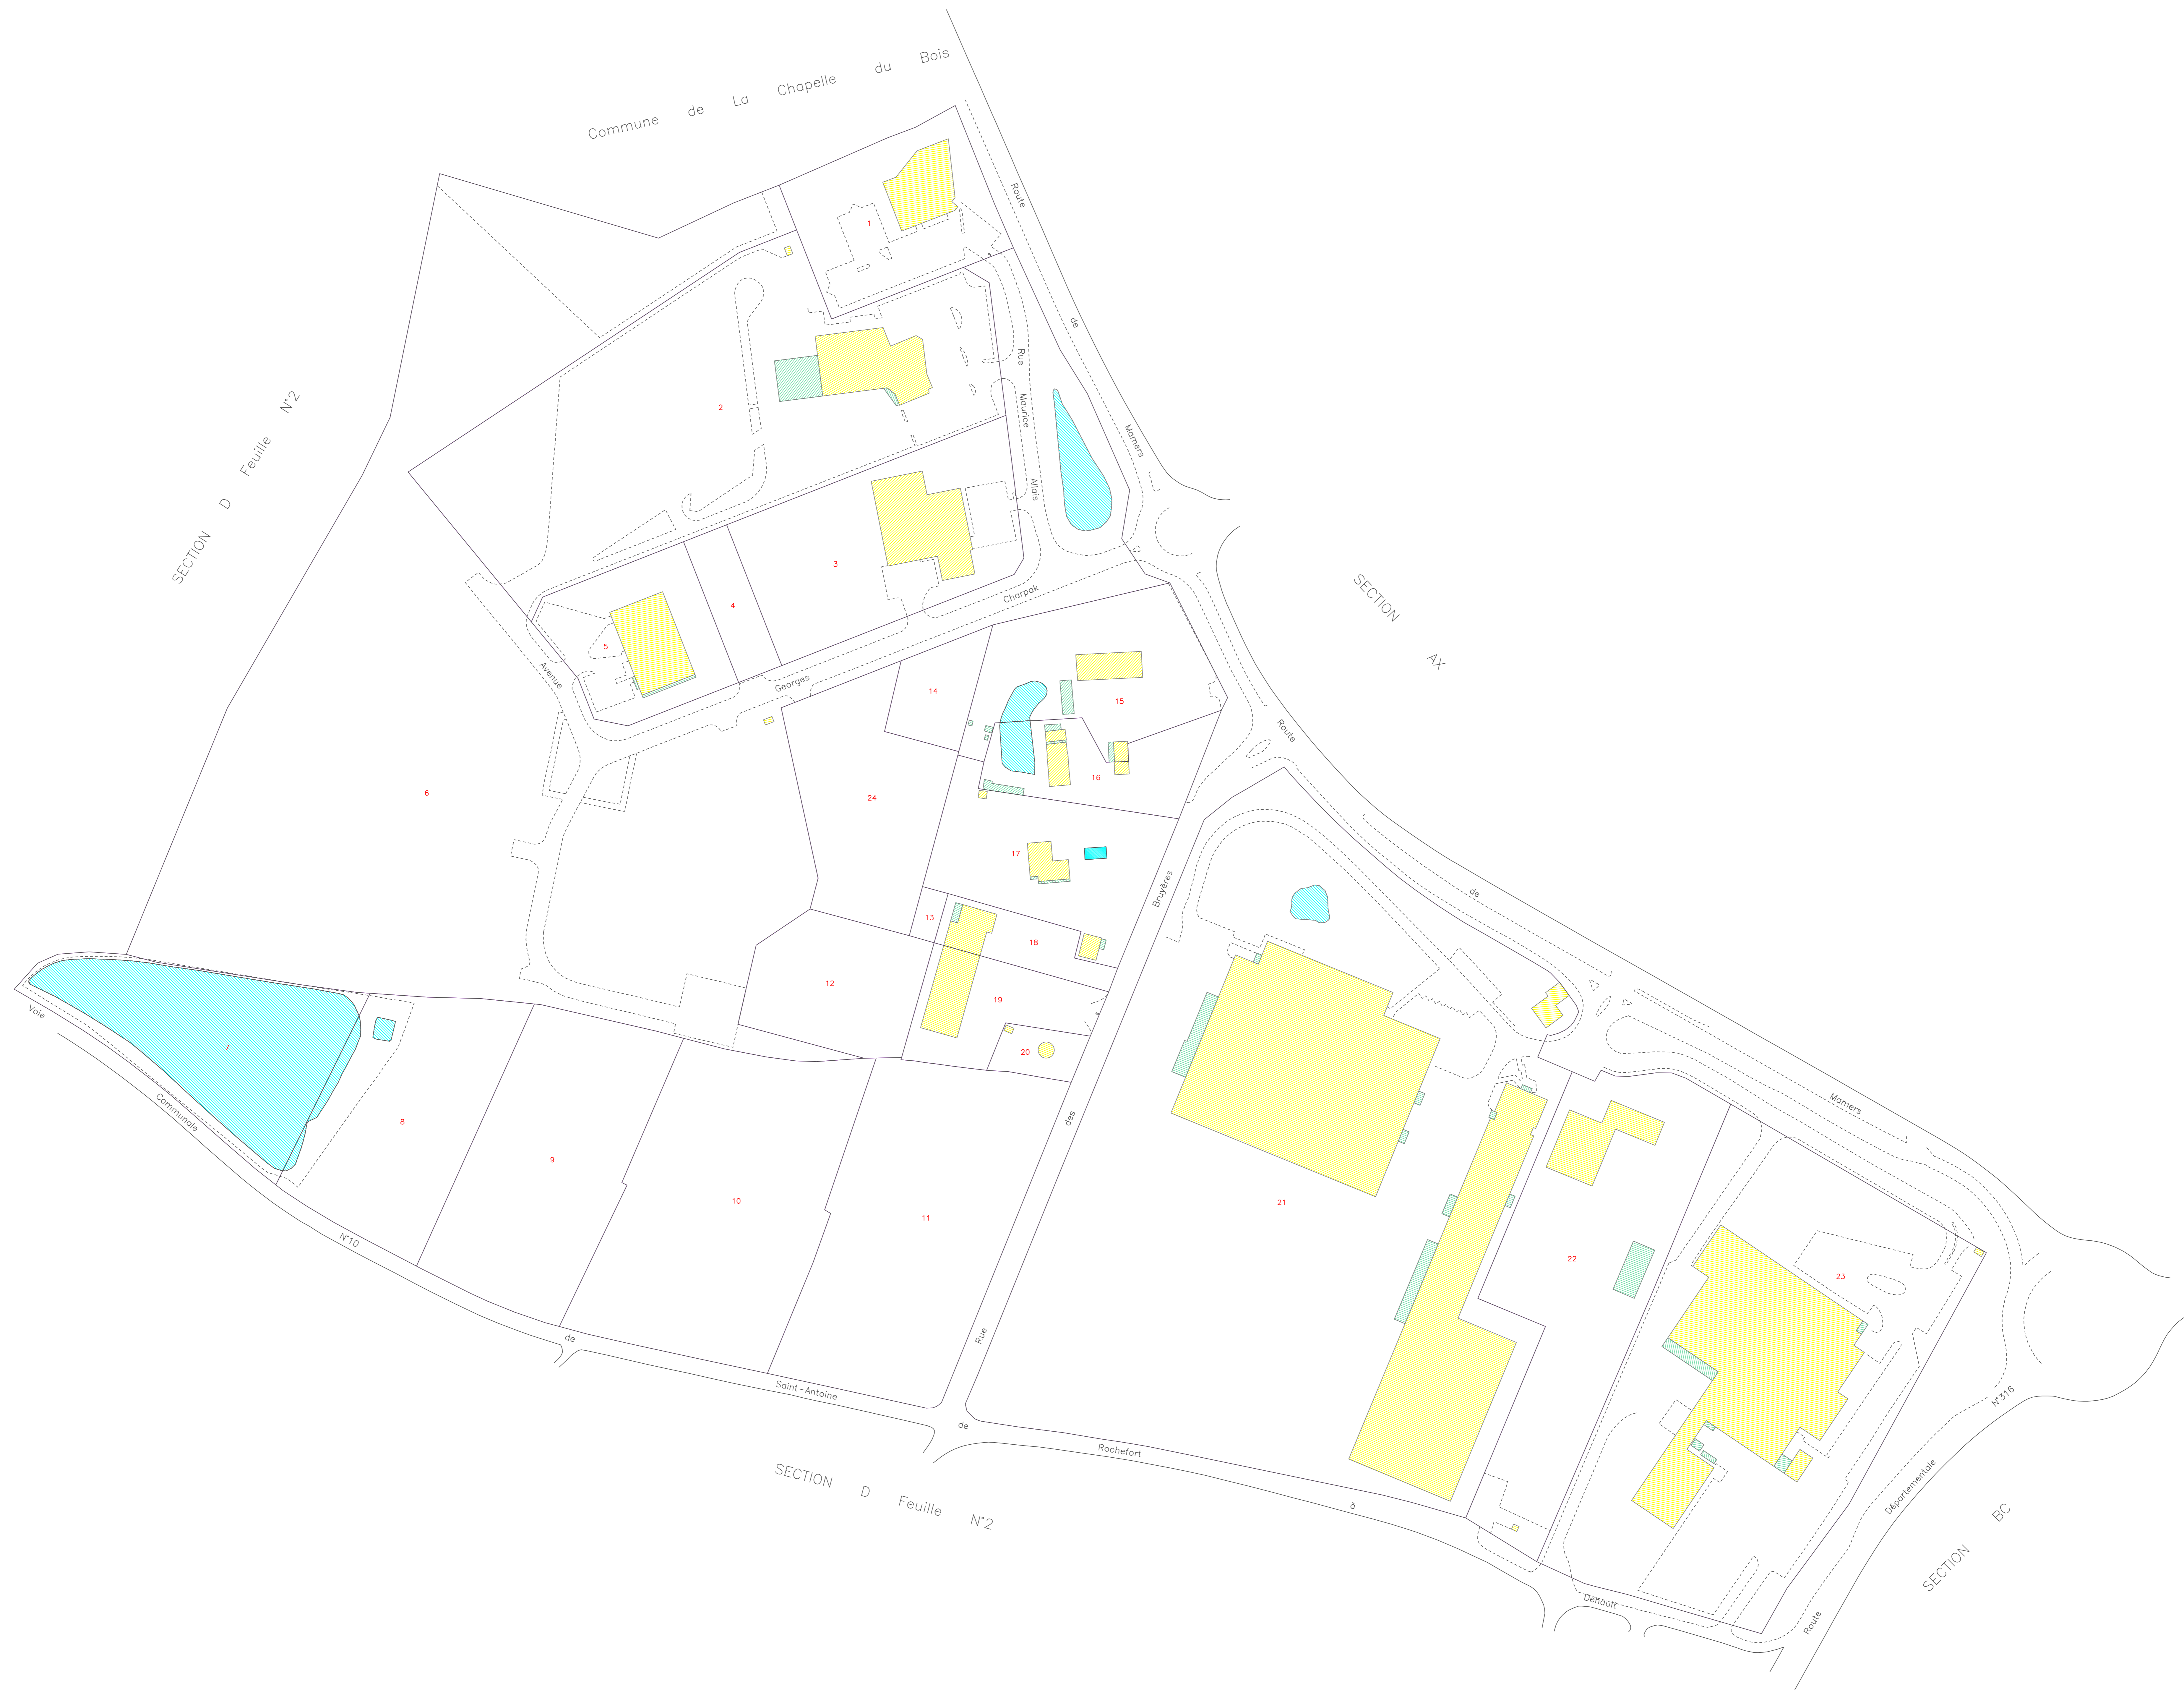 Commune de La Chapelle du Bois
SECTION D Feuille N°2
SECTION AX
SECTION D Feuille N°2
SECTION BC
Route de Mamers
Rue Maurice Allais
Avenue Georges Charpak
Route de Mamers
Rue des Bruyères
Voie Communale N°10 de Saint-Antoine de Rochefort à Dénault
Route Départementale N°316
1
2
3
4
5
6
7
8
9
10
11
12
13
14
15
16
17
18
19
20
21
22
23
24